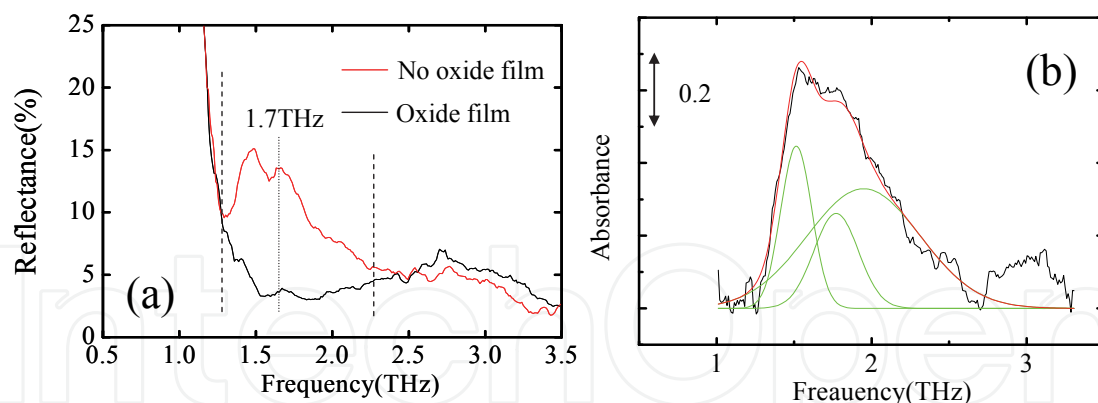 25
20
15
10
5
0
Reflectance(%)
No oxide film
Oxide film
1.7THz
(a)
0.5 1.0 1.5 2.0 2.5 3.0 3.5
Frequency(THz)
(b)
0.2
Absorbance
1 2 3
Freauency(THz)
IntechOpen